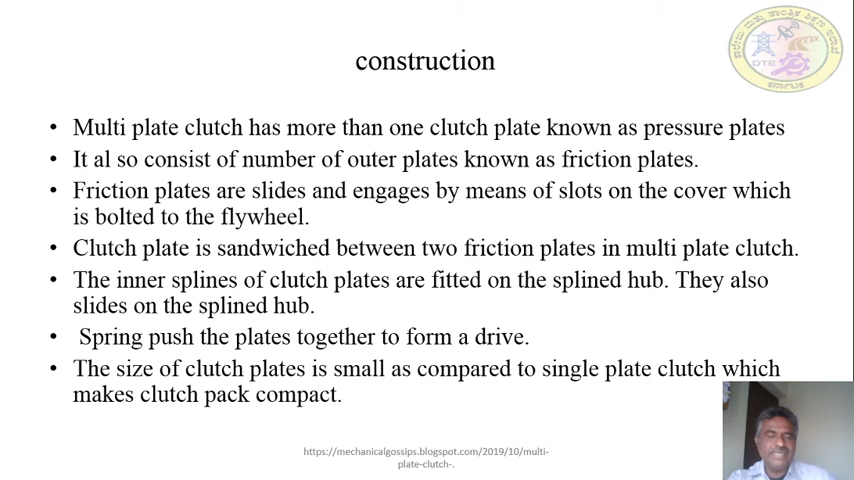 construction
• Multi plate clutch has more than one clutch plate known as pressure plates
• It al so consist of number of outer plates known as friction plates.
• Friction plates are slides and engages by means of slots on the cover which
is bolted to the flywheel.
• Clutch plate is sandwiched between two friction plates in multi plate clutch.
• The inner splines of clutch plates are fitted on the splined hub. They also
slides on the splined hub.
• Spring push the plates together to form a drive.
• The size of clutch plates is small as compared to single plate clutch which
makes clutch pack compact.
https://mechanicalgossips.blogspot.com/2019/10/multi-
plate-clutch-.
DTE
ಕರ್ನಾಟಕ